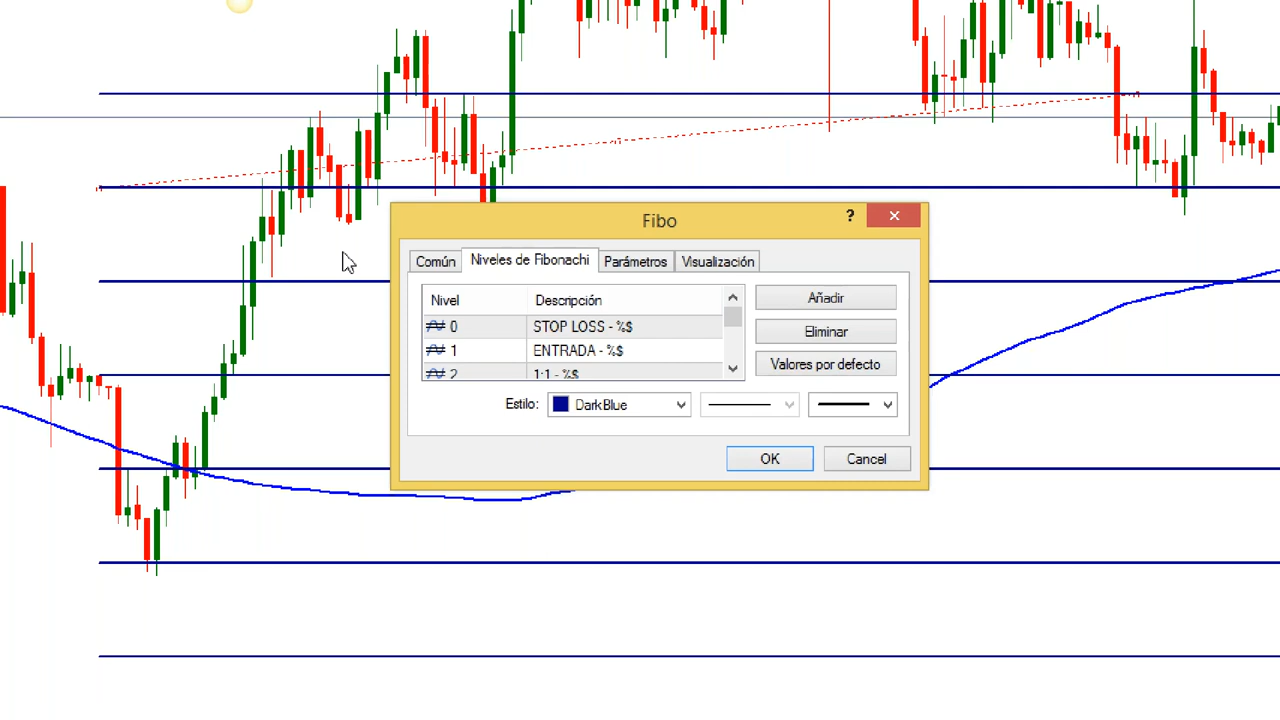 Fibo
?
Común Niveles de Fibonachi Parámetros Visualización
Nivel Descripción
0 STOP LOSS - %$
1 ENTRADA - %$
2 1:1 - %$
Añadir
Eliminar
Valores por defecto
Estilo: DarkBlue
OK Cancel